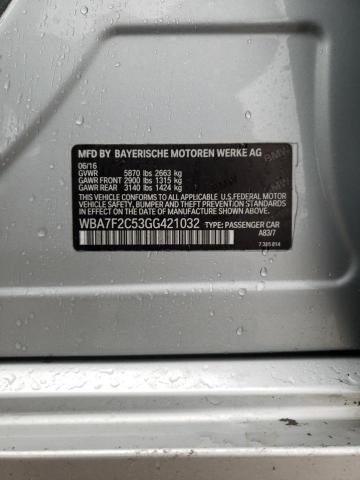 MFD BY BAYERISCHE MOTOREN WERKE AG
06/16
GVWR 5870 lbs 2663 kg
GAWR FRONT 2900 lbs 1315 kg
GAWR REAR 3140 lbs 1424 kg
THIS VEHICLE CONFORMS TO ALL
APPLICABLE U.S.FEDERAL MOTOR
VEHICLE SAFETY, BUMPER, AND
THEFT PREVENTION STANDARDS IN
EFFECT ON THE DATE OF
MANUFACTURE SHOWN ABOVE.
WBA7F2C53GG421032 TYPE: PASSENGER CAR
A83/7
7 385 814